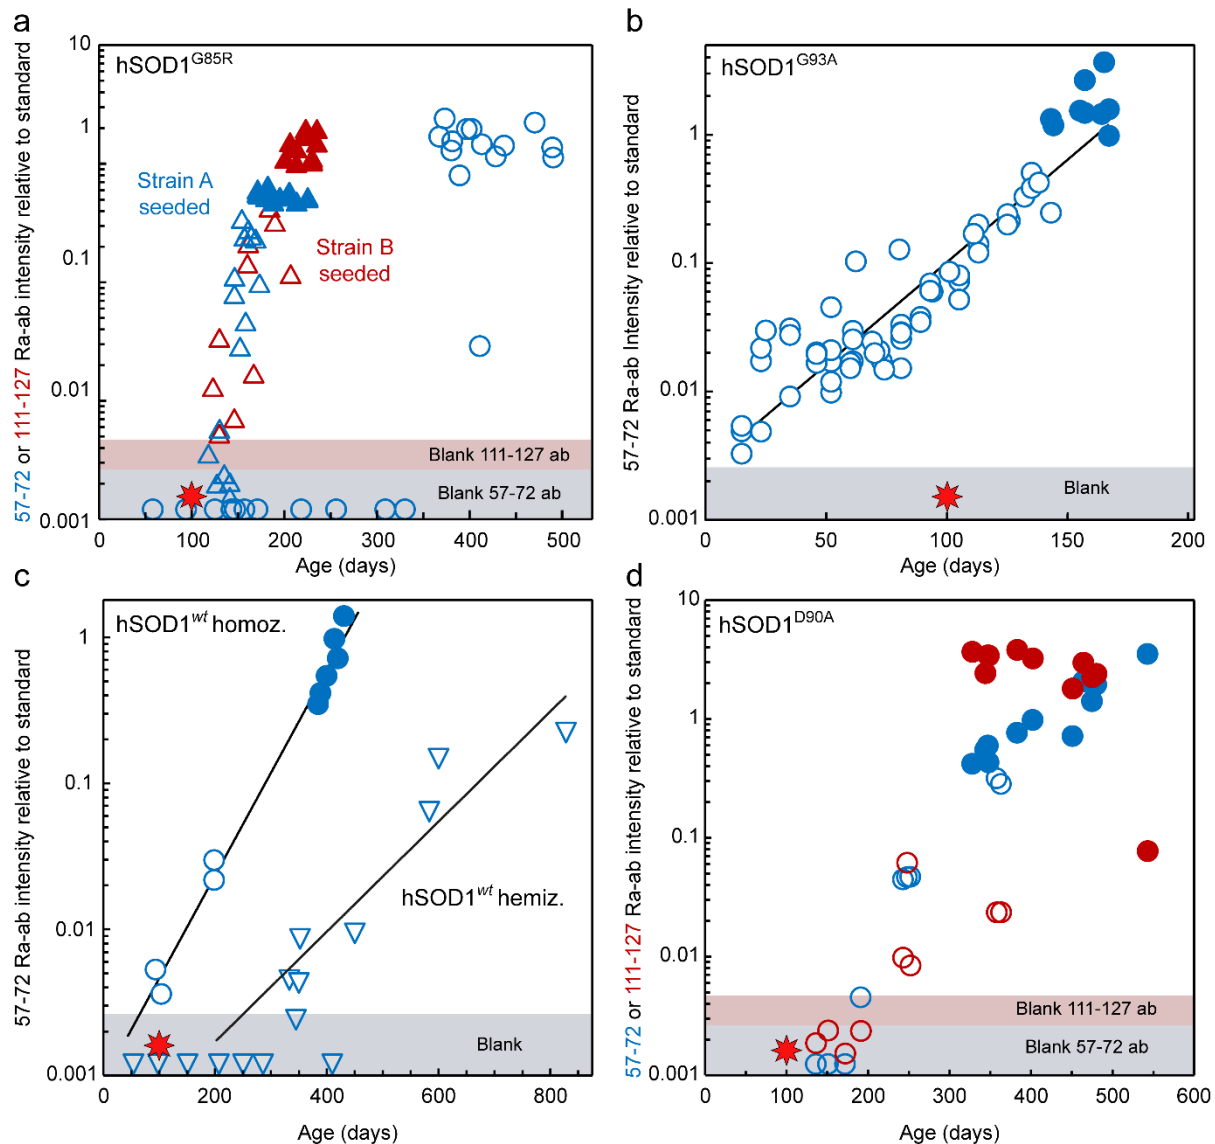 a
57-72 or 111-127 Ra-ab intensity relative to standard
hSOD1G85R
10
1
0.1
0.01
0.001
Strain A
seeded
Strain B
seeded
Blank 111-127 ab
Blank 57-72 ab
0 100 200 300 400 500
Age (days)
b
57-72 Ra-ab Intensity relative to standard
hSOD1G93A
1
0.1
0.01
0.001
Blank
0 50 100 150 200
Age (days)
c
57-72 Ra-ab intensity relative to standard
hSOD1wt homoz.
1
0.1
0.01
0.001
hSOD1wt hemiz.
Blank
0 200 400 600 800
Age (days)
d
57-72 or 111-127 Ra-ab intensity relative to standard
hSOD1D90A
10
1
0.1
0.01
0.001
Blank 111-127 ab
Blank 57-72 ab
0 100 200 300 400 500 600
Age (days)